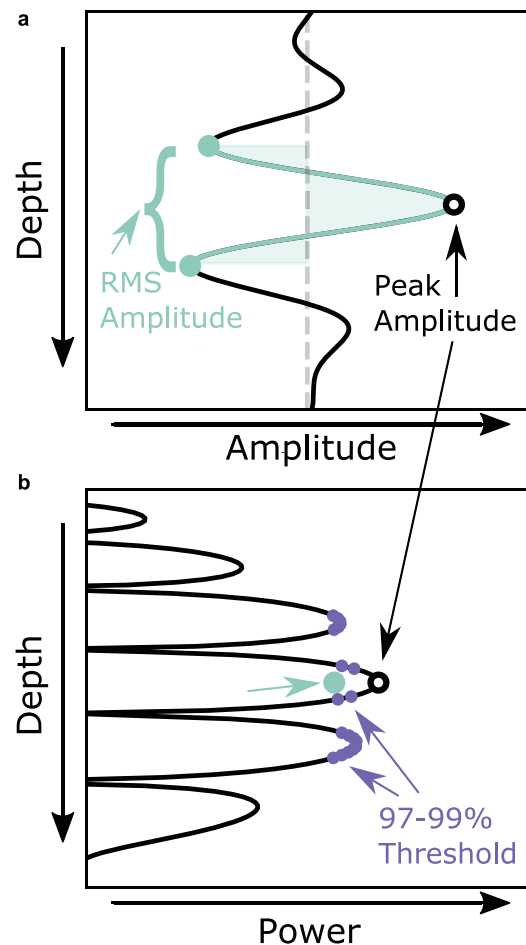 a
Depth
RMS
Amplitude
Peak
Amplitude
Amplitude
b
Depth
97-99%
Threshold
Power